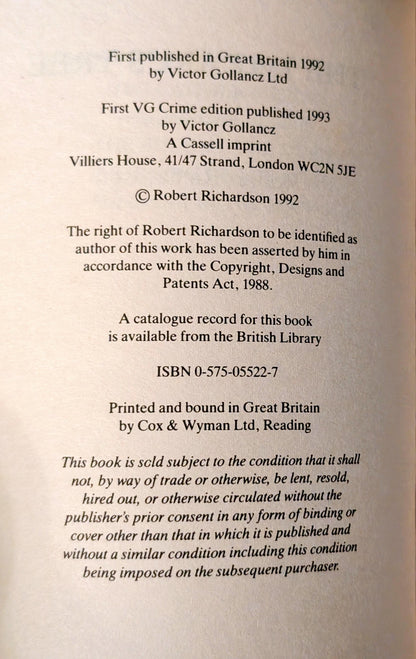 First published in Great Britain 1992
by Victor Gollancz Ltd
First VG Crime edition published 1993
by Victor Gollancz
A Cassell imprint
Villiers House, 41/47 Strand, London WC2N 5JE
© Robert Richardson 1992
The right of Robert Richardson to be identified as
author of this work has been asserted by him in
accordance with the Copyright, Designs and
Patents Act, 1988.
A catalogue record for this book
is available from the British Library
ISBN 0-575-05522-7
Printed and bound in Great Britain
by Cox & Wyman Ltd, Reading
This book is sold subject to the condition that it shall
not, by way of trade or otherwise, be lent, resold,
hired out, or otherwise circulated without the
publisher's prior consent in any form of binding or
cover other than that in which it is published and
without a similar condition including this condition
being imposed on the subsequent purchaser.